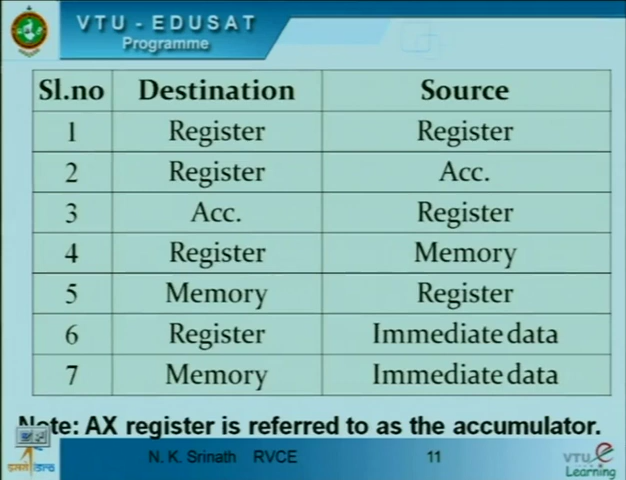 VTU - EDUSAT
Programme
Sl.no Destination Source
1 Register Register
2 Register Acc.
3 Acc. Register
4 Register Memory
5 Memory Register
6 Register Immediate data
7 Memory Immediate data
Note: AX register is referred to as the accumulator.
N. K. Srinath RVCE 11
इसरो isro
VTU e
Learning